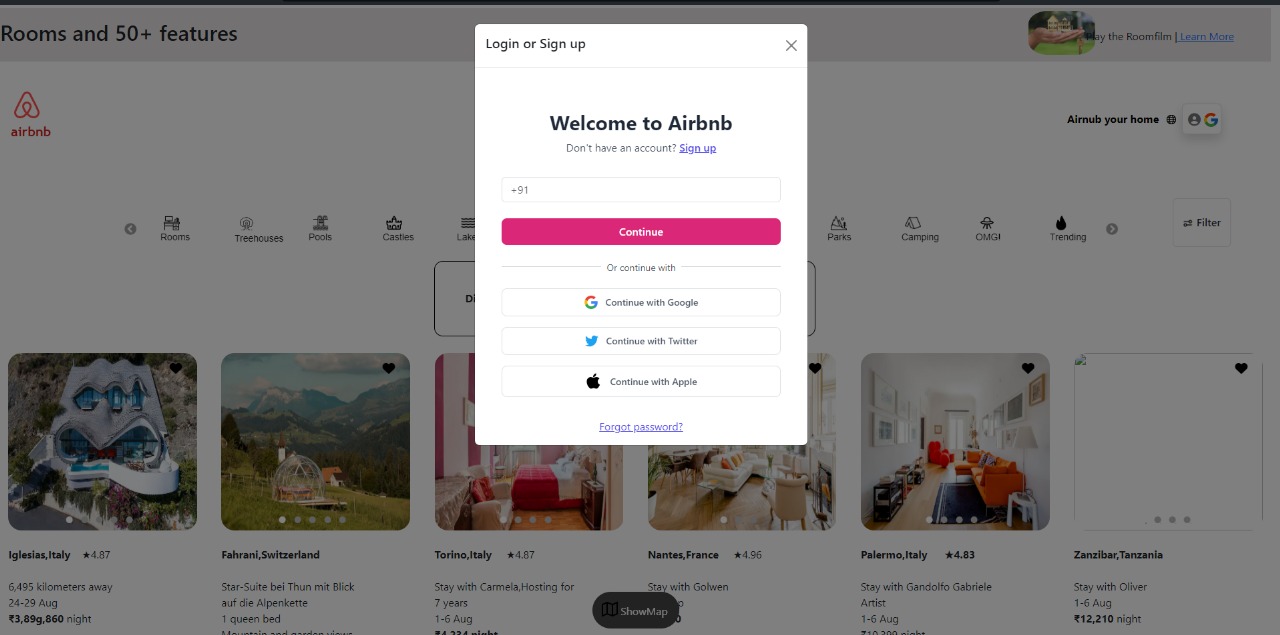 Rooms and 50+ features
Play the Roomfilm | Learn More
Login or Sign up
airbnb
Airnub your home
Welcome to Airbnb
Don't have an account? Sign up
+91
Continue
Or continue with
Continue with Google
Continue with Twitter
Continue with Apple
Forgot password?
Rooms
Treehouses
Pools
Castles
Lake
Parks
Camping
OMG!
Trending
Filter
Di
Iglesias,Italy ★4.87
6,495 kilometers away
24-29 Aug
₹3,89g,860 night
Fahrani,Switzerland
Star-Suite bei Thun mit Blick
auf die Alpenkette
1 queen bed
Mountain and garden views
Torino,Italy ★4.87
Stay with Carmela,Hosting for
7 years
1-6 Aug
₹4,234 night
Nantes,France ★4.96
Stay with Golwen
Palermo,Italy ★4.83
Stay with Gandolfo Gabriele
Artist
1-6 Aug
₹10,399 night
Zanzibar,Tanzania
Stay with Oliver
1-6 Aug
₹12,210 night
ShowMap